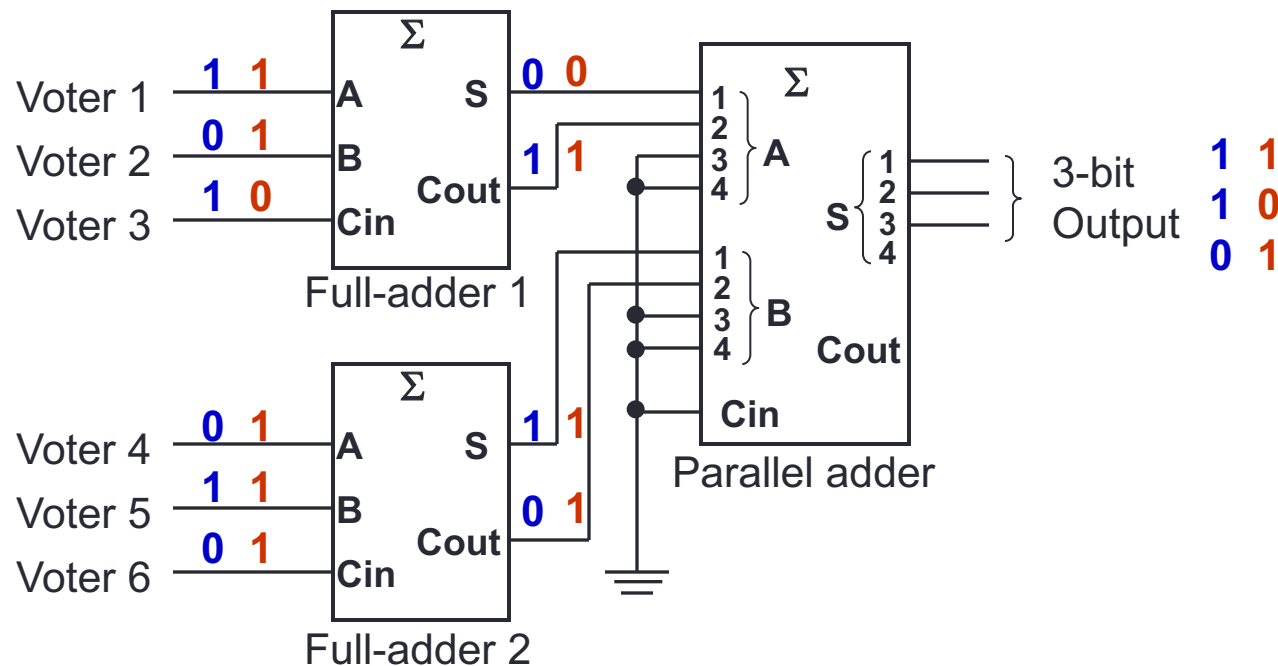 Σ
Voter 1 1 1 A S 0 0
Voter 2 0 1 B
Voter 3 1 0 Cin Cout 1 1
Full-adder 1
Σ
Voter 4 0 1 A S 1 1
Voter 5 1 1 B
Voter 6 0 1 Cin Cout 0 1
Full-adder 2
Σ
1
2
3
4
A
1
2
3
4
B
Cin
S
1
2
3
4
Cout
Parallel adder
3-bit
Output
1 1
1 0
0 1